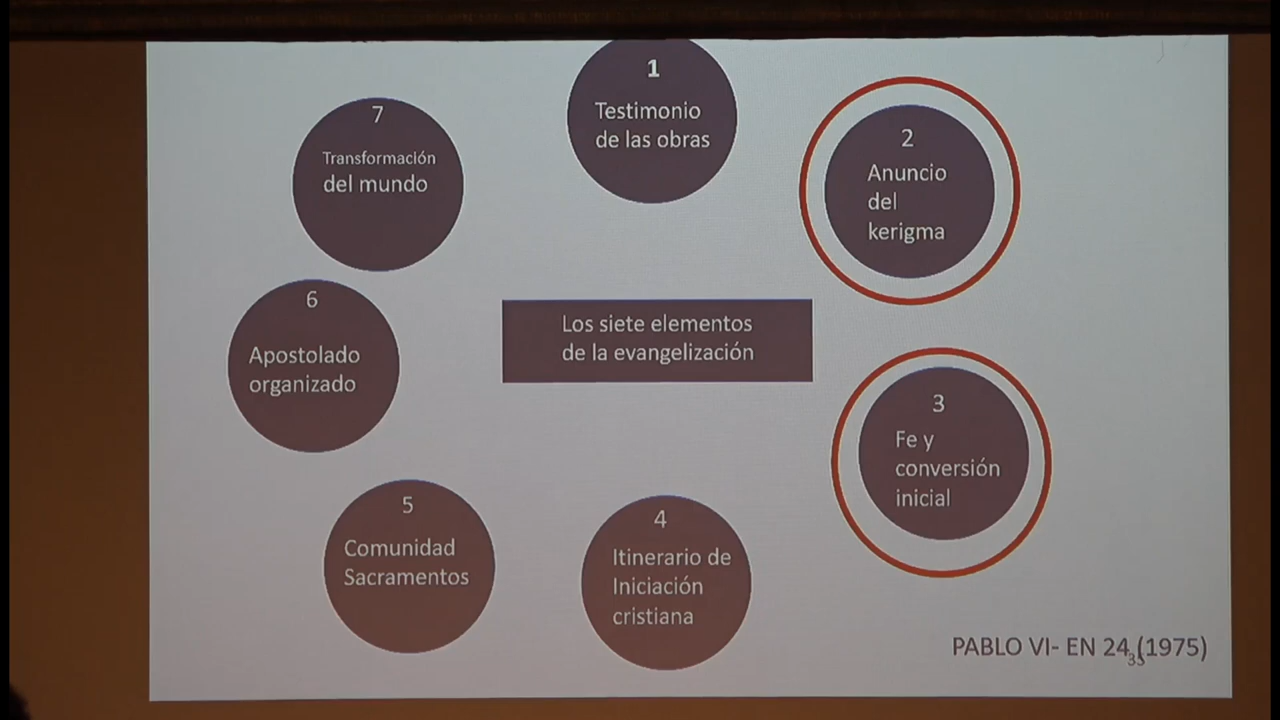 1
Testimonio
de las obras
2
Anuncio
del
kerigma
3
Fe y
conversión
inicial
4
Itinerario de
Iniciación
cristiana
5
Comunidad
Sacramentos
6
Apostolado
organizado
7
Transformación
del mundo
Los siete elementos
de la evangelización
PABLO VI- EN 24 (1975)
35